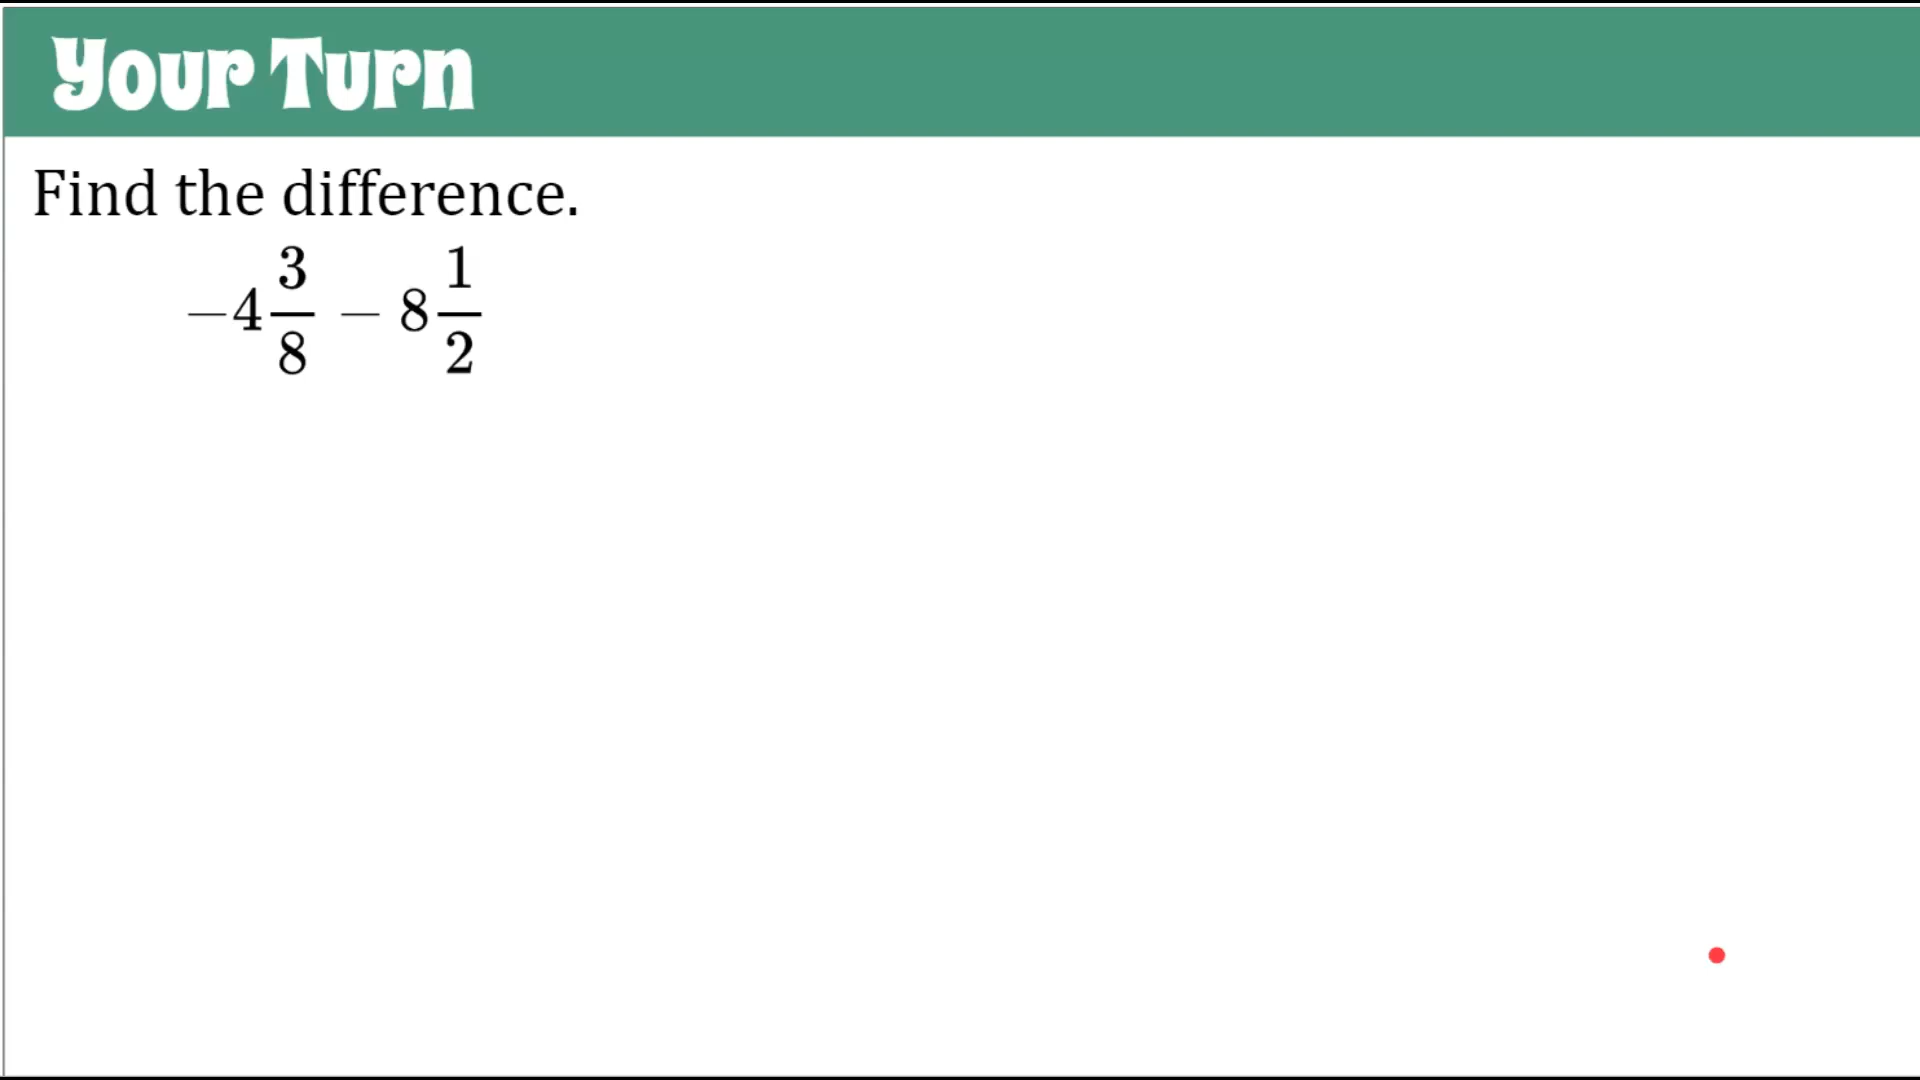 Your Turn
Find the difference.
−4 3/8 − 8 1/2